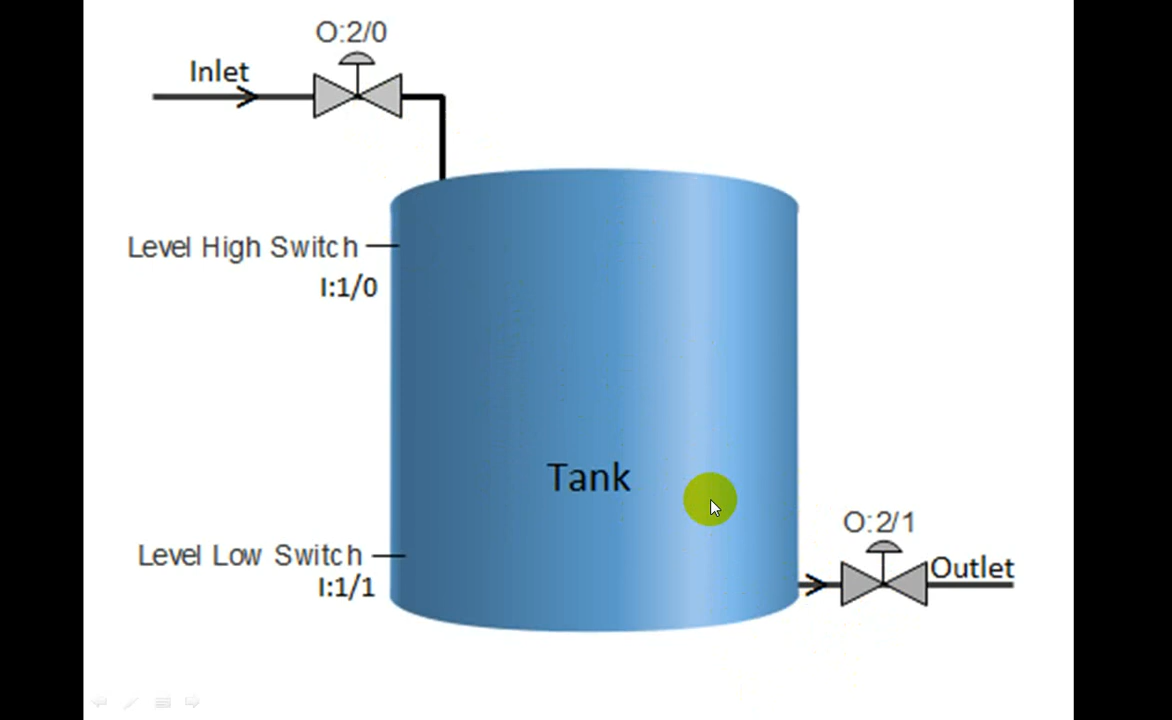 O:2/0
Inlet
Level High Switch
I:1/0
Tank
O:2/1
Level Low Switch
Outlet
I:1/1